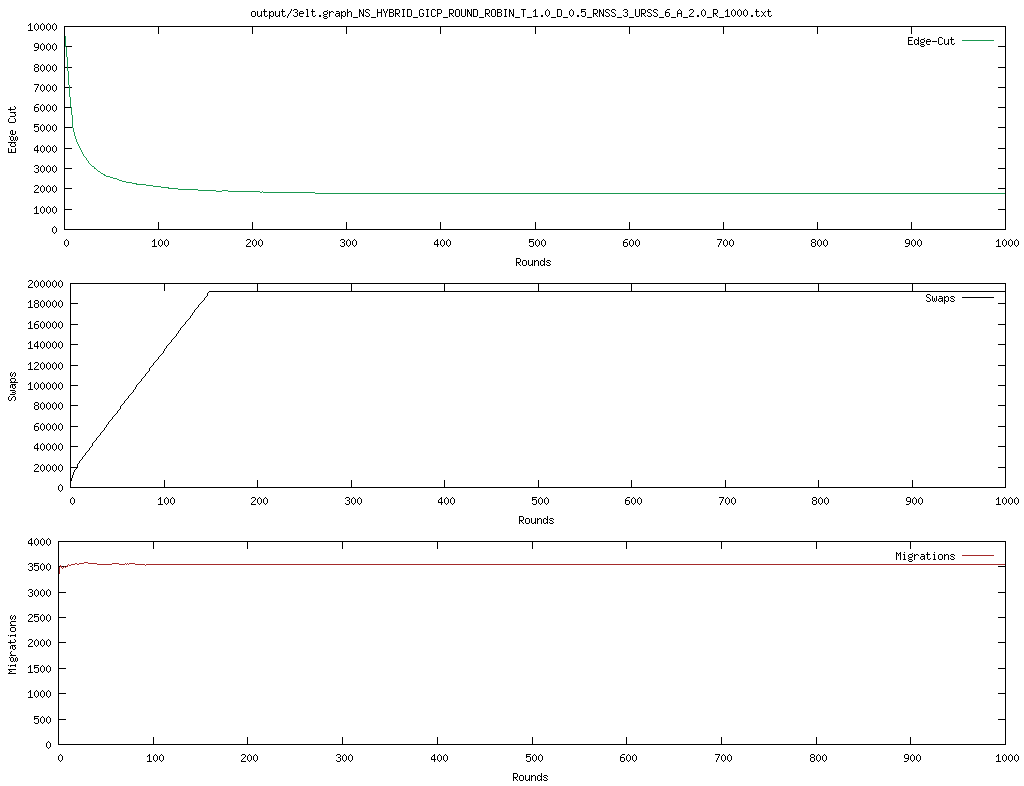 output/3elt.graph_NS_HYBRID_GICP_ROUND_ROBIN_T_1.0_D_0.5_RNSS_3_URSS_6_A_2.0_R_1000.txt
Edge-Cut
10000
9000
8000
7000
6000
5000
4000
3000
2000
1000
0
Edge Cut
0 100 200 300 400 500 600 700 800 900 1000
Rounds
Swaps
200000
180000
160000
140000
120000
100000
80000
60000
40000
20000
0
Swaps
0 100 200 300 400 500 600 700 800 900 1000
Rounds
Migrations
4000
3500
3000
2500
2000
1500
1000
500
0
Migrations
0 100 200 300 400 500 600 700 800 900 1000
Rounds